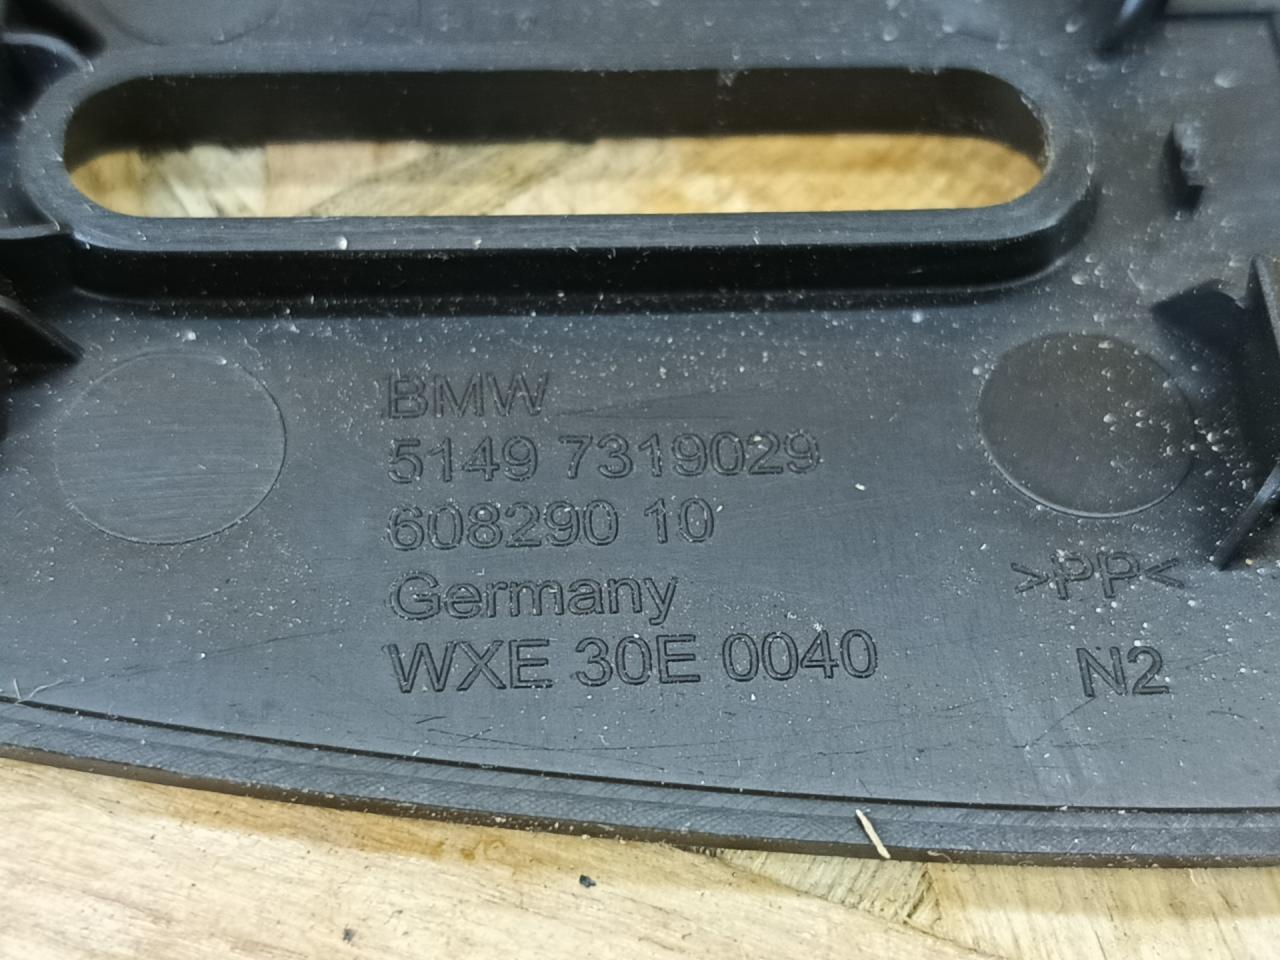 BMW
5149 7319029
608290 10
Germany
WXE 30E 0040
>PP<
N2